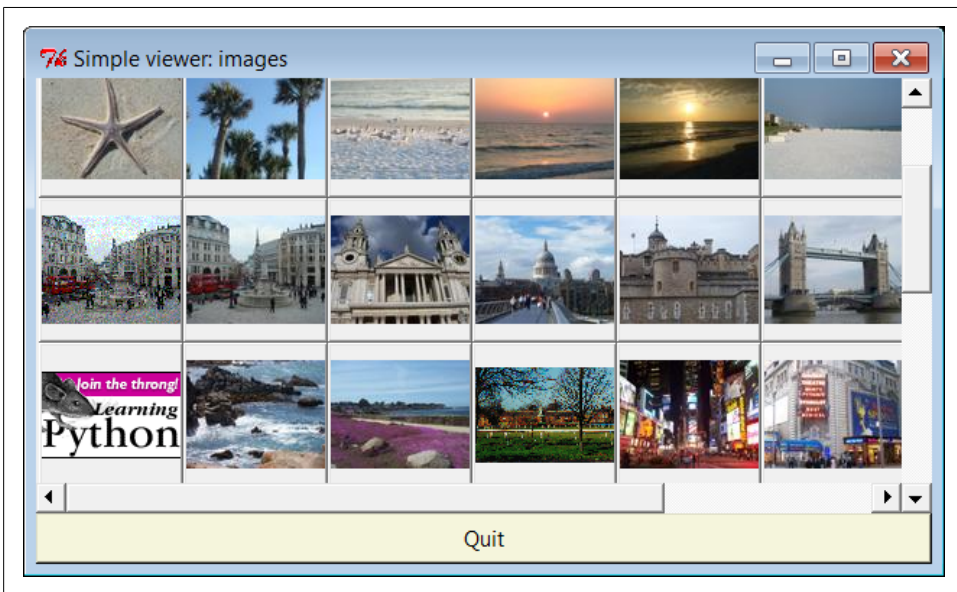 Simple viewer: images
Join the throng!
Learning
Python
Quit